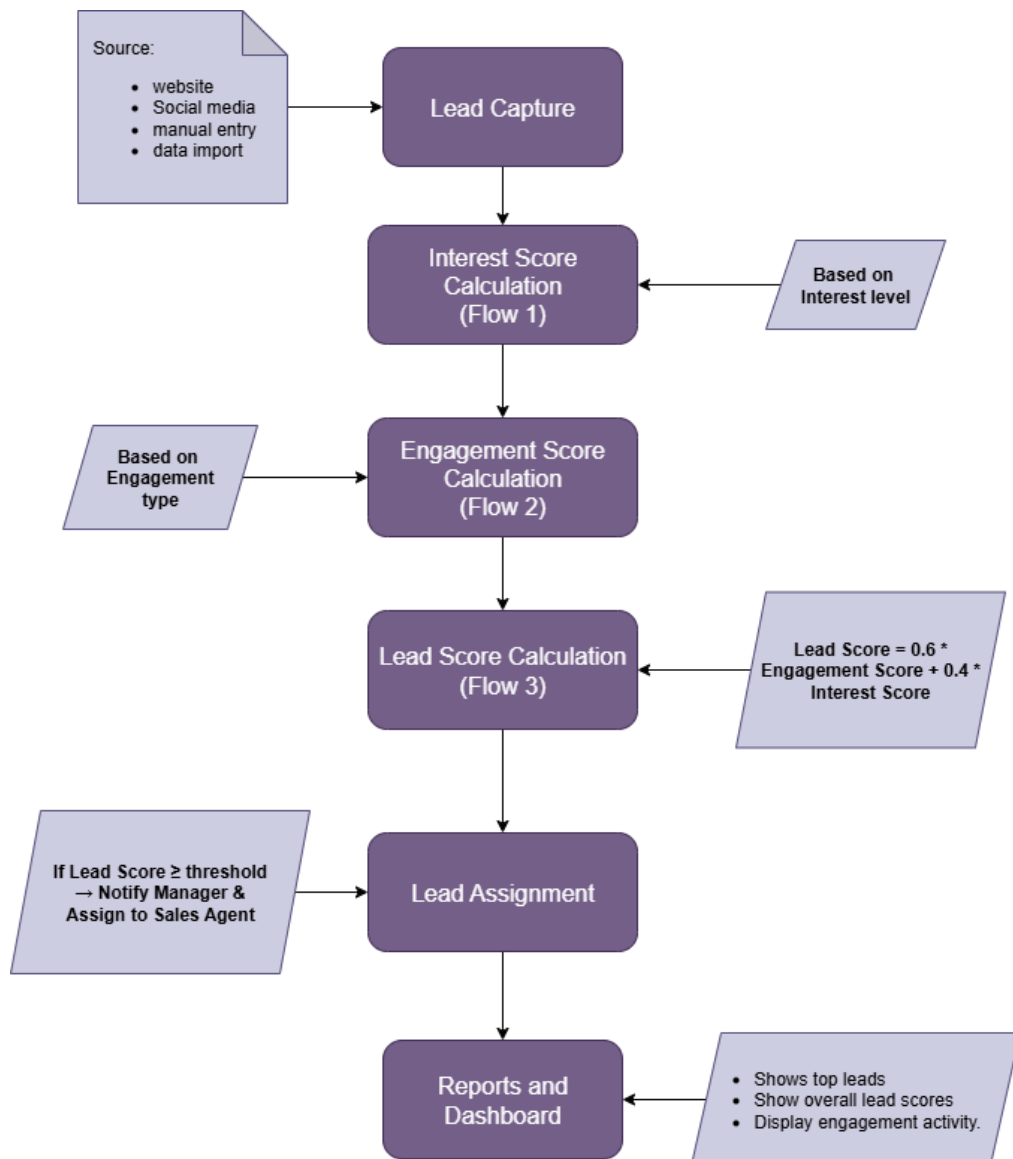 Source:
• website
• Social media
• manual entry
• data import
Lead Capture
Interest Score
Calculation
(Flow 1)
Based on
Interest level
Engagement Score
Calculation
(Flow 2)
Based on
Engagement
type
Lead Score Calculation
(Flow 3)
Lead Score = 0.6 *
Engagement Score + 0.4 *
Interest Score
If Lead Score ≥ threshold
→ Notify Manager &
Assign to Sales Agent
Lead Assignment
Reports and
Dashboard
• Shows top leads
• Show overall lead scores
• Display engagement activity.